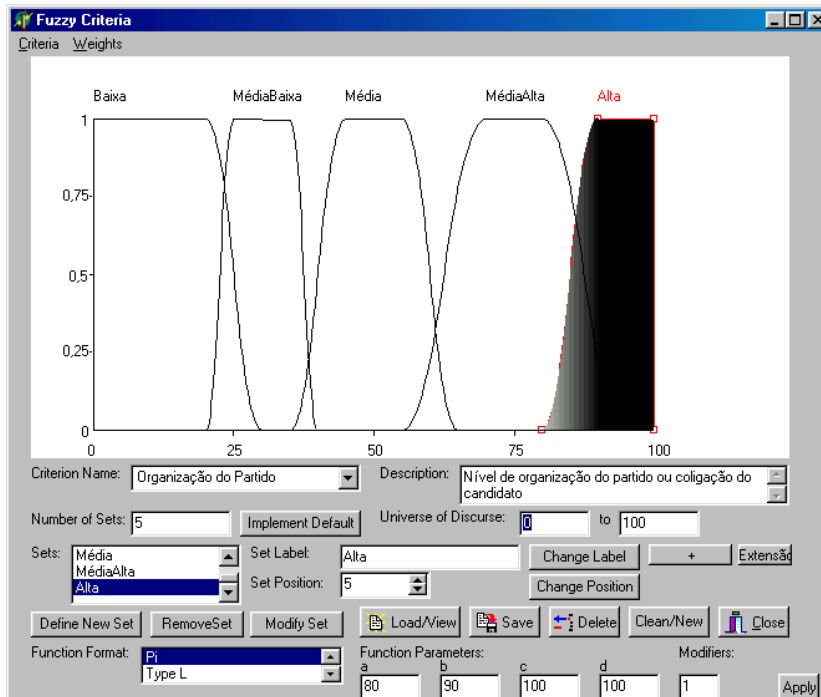 Fuzzy Criteria
Criteria Weights
Baixa MédiaBaixa Média MédiaAlta Alta
1
0,75
0,5
0,25
0
0 25 50 75 100
Criterion Name: Organização do Partido Description: Nível de organização do partido ou coligação do
candidato
Number of Sets: 5 Implement Default Universe of Discurse: 0 to 100
Sets: Média Set Label: Alta Change Label + Extensão
MédiaAlta
Alta Set Position: 5 Change Position
Define New Set RemoveSet Modify Set Load/View Save Delete Clean/New Close
Function Format: Pi Function Parameters: Modifiers:
Type L a b c d
80 90 100 100 1 Apply